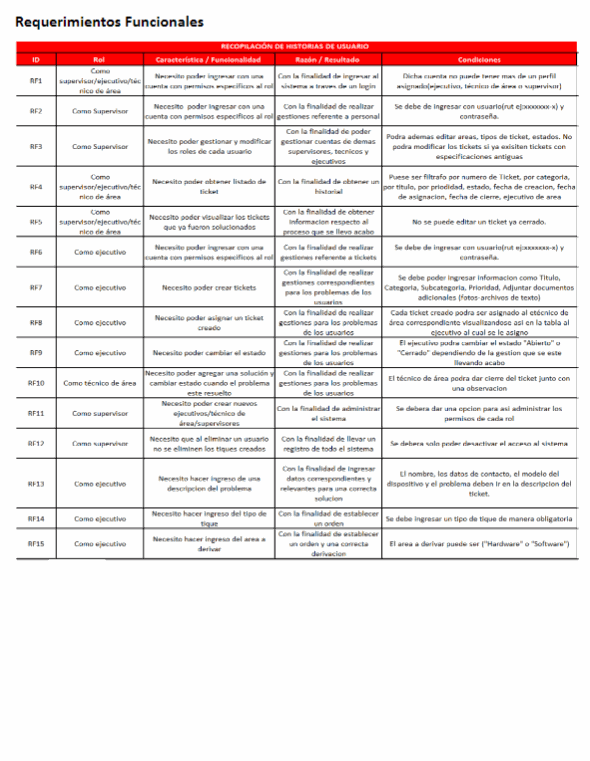 Requerimientos Funcionales
RECOPILACIÓN DE HISTORIAS DE USUARIO
ID Rol Característica / Funcionalidad Razón / Resultado Condiciones
RF1 Como supervisor/ejecutivo/técnico de área Necesito poder ingresar con una cuenta con permisos específicos al rol Con la finalidad de ingresar al sistema a traves de un login Dicha cuenta no puede tener mas de un perfil asignado(ejecutivo, técnico de área o supervisor)
RF2 Como Supervisor Necesito poder ingresar con una cuenta con permisos específicos al rol Con la finalidad de realizar gestiones referente a personal Se debe de ingresar con usuario(rut ej:xxxxxxx-x) y contraseña.
RF3 Como Supervisor Necesito poder gestionar y modificar los roles de cada usuario Con la finalidad de poder gestionar cuentas de demas supervisores, tecnicos y ejecutivos Podra ademas editar areas, tipos de ticket, estados. No podra modificar los tickets si ya exisiten tickets con especificaciones antiguas
RF4 Como supervisor/ejecutivo/técnico de área Necesito poder obtener listado de ticket Con la finalidad de obtener un historial Puese ser filtrafo por numero de Ticket, por categoria, por titulo, por priodidad, estado, fecha de creacion, fecha de asignacion, fecha de cierre, ejecutivo de area
RF5 Como supervisor/ejecutivo/técnico de área Necesito poder visualizar los tickets que ya fueron solucionados Con la finalidad de obtener informacion respecto al proceso que se llevo acabo No se puede editar un ticket ya cerrado.
RF6 Como ejecutivo Necesito poder ingresar con una cuenta con permisos especificos al rol Con la finalidad de realizar gestiones referente a tickets Se debe de ingresar con usuario(rut ej:xxxxxxx-x) y contraseña.
RF7 Como ejecutivo Necesito poder crear tickets Con la finalidad de realizar gestiones correspondientes para los problemas de los usuarios Se debe poder ingresar informacion como Titulo, Categoria, Subcategoria, Prioridad, Adjuntar documentos adicionales (fotos-archivos de texto)
RF8 Como ejecutivo Necesito poder asignar un ticket creado Con la finalidad de realizar gestiones para los problemas de los usuarios Cada ticket creado podra ser asignado al etécnico de área correspondiente visualizandose asi en la tabla al ejecutivo al cual se le asigno
RF9 Como ejecutivo Necesito poder cambiar el estado Con la finalidad de realizar gestiones para los problemas de los usuarios El ejecutivo podra cambiar el estado "Abierto" o "Cerrado" dependiendo de la gestion que se este llevando acabo
RF10 Como técnico de área Necesito poder agregar una solución y cambiar estado cuando el problema este resuelto Con la finalidad de realizar gestiones para los problemas de los usuarios El técnico de area podra dar cierre del ticket junto con una observacion
RF11 Como supervisor Necesito poder crear nuevos ejecutivos/técnico de área/supervisores Con la finalidad de administrar el sistema Se debera dar una opcion para asi administrar los permisos de cada rol
RF12 Como supervisor Necesito que al eliminar un usuario no se eliminen los tiques creados Con la finalidad de llevar un registro de todo el sistema Se debera solo poder desactivar el acceso al sistema
RF13 Como ejecutivo Necesito hacer ingreso de una descripcion del problema Con la finalidad de ingresar datos correspondientes y relevantes para una correcta solucion El nombre, los datos de contacto, el modelo del dispositivo y el problema deben ir en la descripcion del ticket.
RF14 Como ejecutivo Necesito hacer ingreso del tipo de tique Con la finalidad de establecer un orden Se debe ingresar un tipo de tique de manera obligatoria
RF15 Como ejecutivo Necesito hacer ingreso del area a derivar Con la finalidad de establecer un orden y una correcta derivacion El area a derivar puede ser ("Hardware" o "Software")